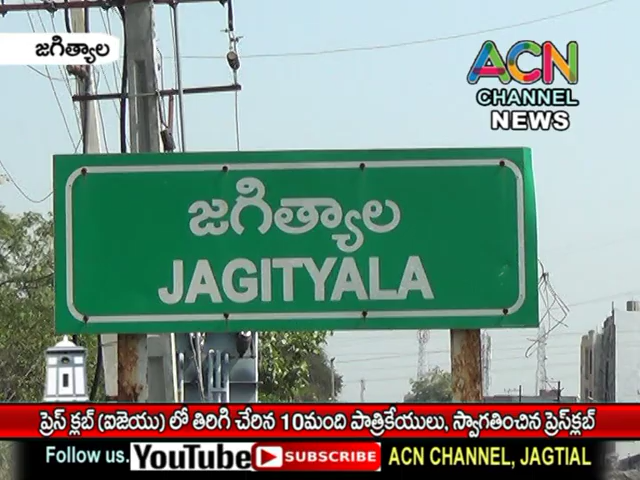 జగిత్యాల
ACN
CHANNEL
NEWS
జగిత్యాల
JAGITYALA
ప్రెస్ క్లబ్ (ఐజెయు) లో తిరిగి చేరిన 10మంది పాత్రికేయులు, స్వాగతించిన ప్రెస్‌క్లబ్
Follow us. YouTube SUBSCRIBE ACN CHANNEL, JAGTIAL